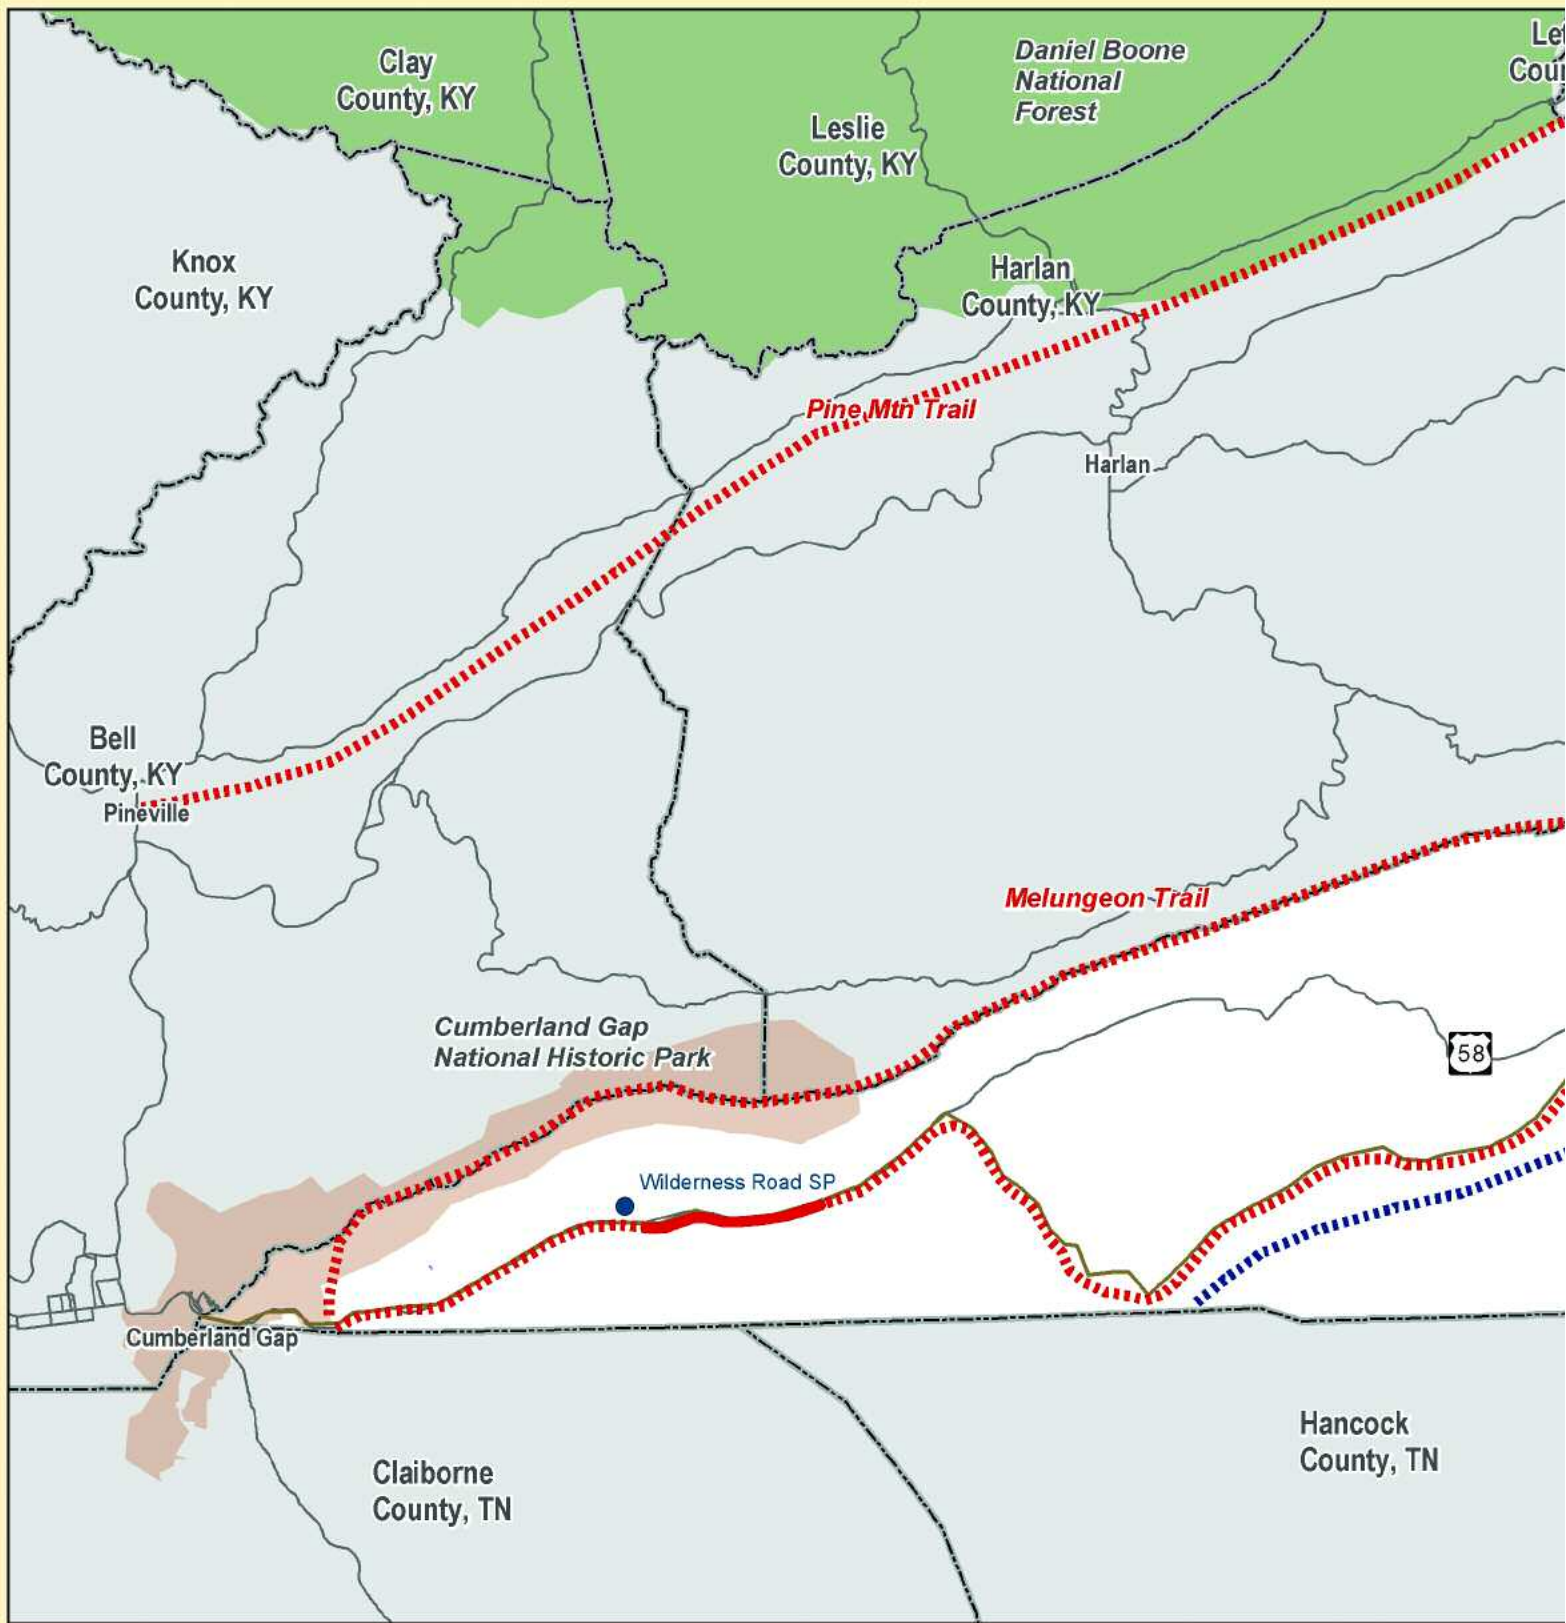 Clay
County, KY
Daniel Boone
National
Forest
Leslie
County, KY
Knox
County, KY
Harlan
County, KY
Pine Mtn Trail
Harlan
Bell
County, KY
Pineville
Melungeon Trail
Cumberland Gap
National Historic Park
58
Wilderness Road SP
Cumberland Gap
Claiborne
County, TN
Hancock
County, TN